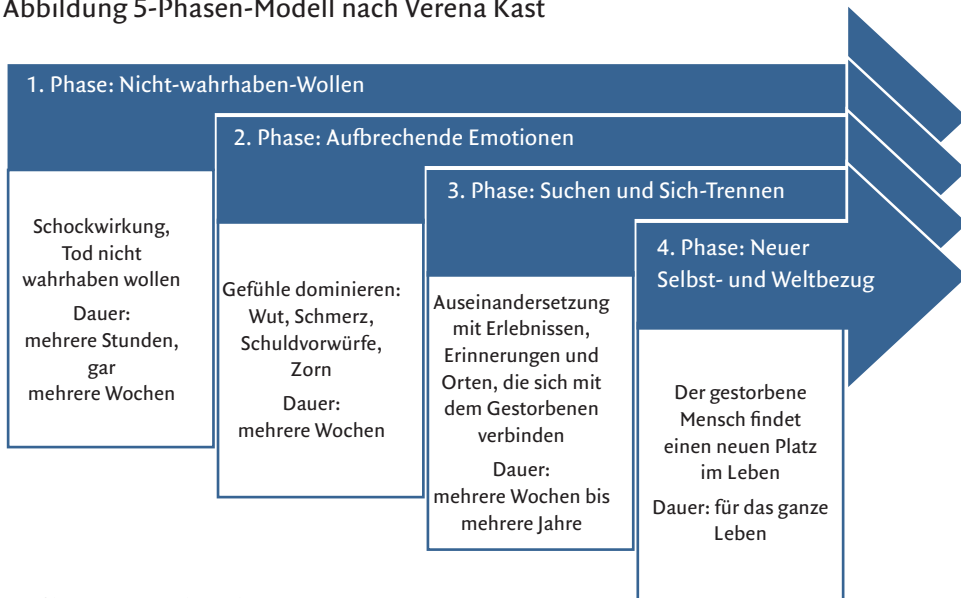 Abbildung 5-Phasen-Modell nach Verena Kast
1. Phase: Nicht-wahrhaben-Wollen
Schockwirkung,
Tod nicht
wahrhaben wollen
Dauer:
mehrere Stunden,
gar
mehrere Wochen
2. Phase: Aufbrechende Emotionen
Gefühle dominieren:
Wut, Schmerz,
Schuldvorwürfe,
Zorn
Dauer:
mehrere Wochen
3. Phase: Suchen und Sich-Trennen
Auseinandersetzung
mit Erlebnissen,
Erinnerungen und
Orten, die sich mit
dem Gestorbenen
verbinden
Dauer:
mehrere Wochen bis
mehrere Jahre
4. Phase: Neuer
Selbst- und Weltbezug
Der gestorbene
Mensch findet
einen neuen Platz
im Leben
Dauer: für das ganze
Leben